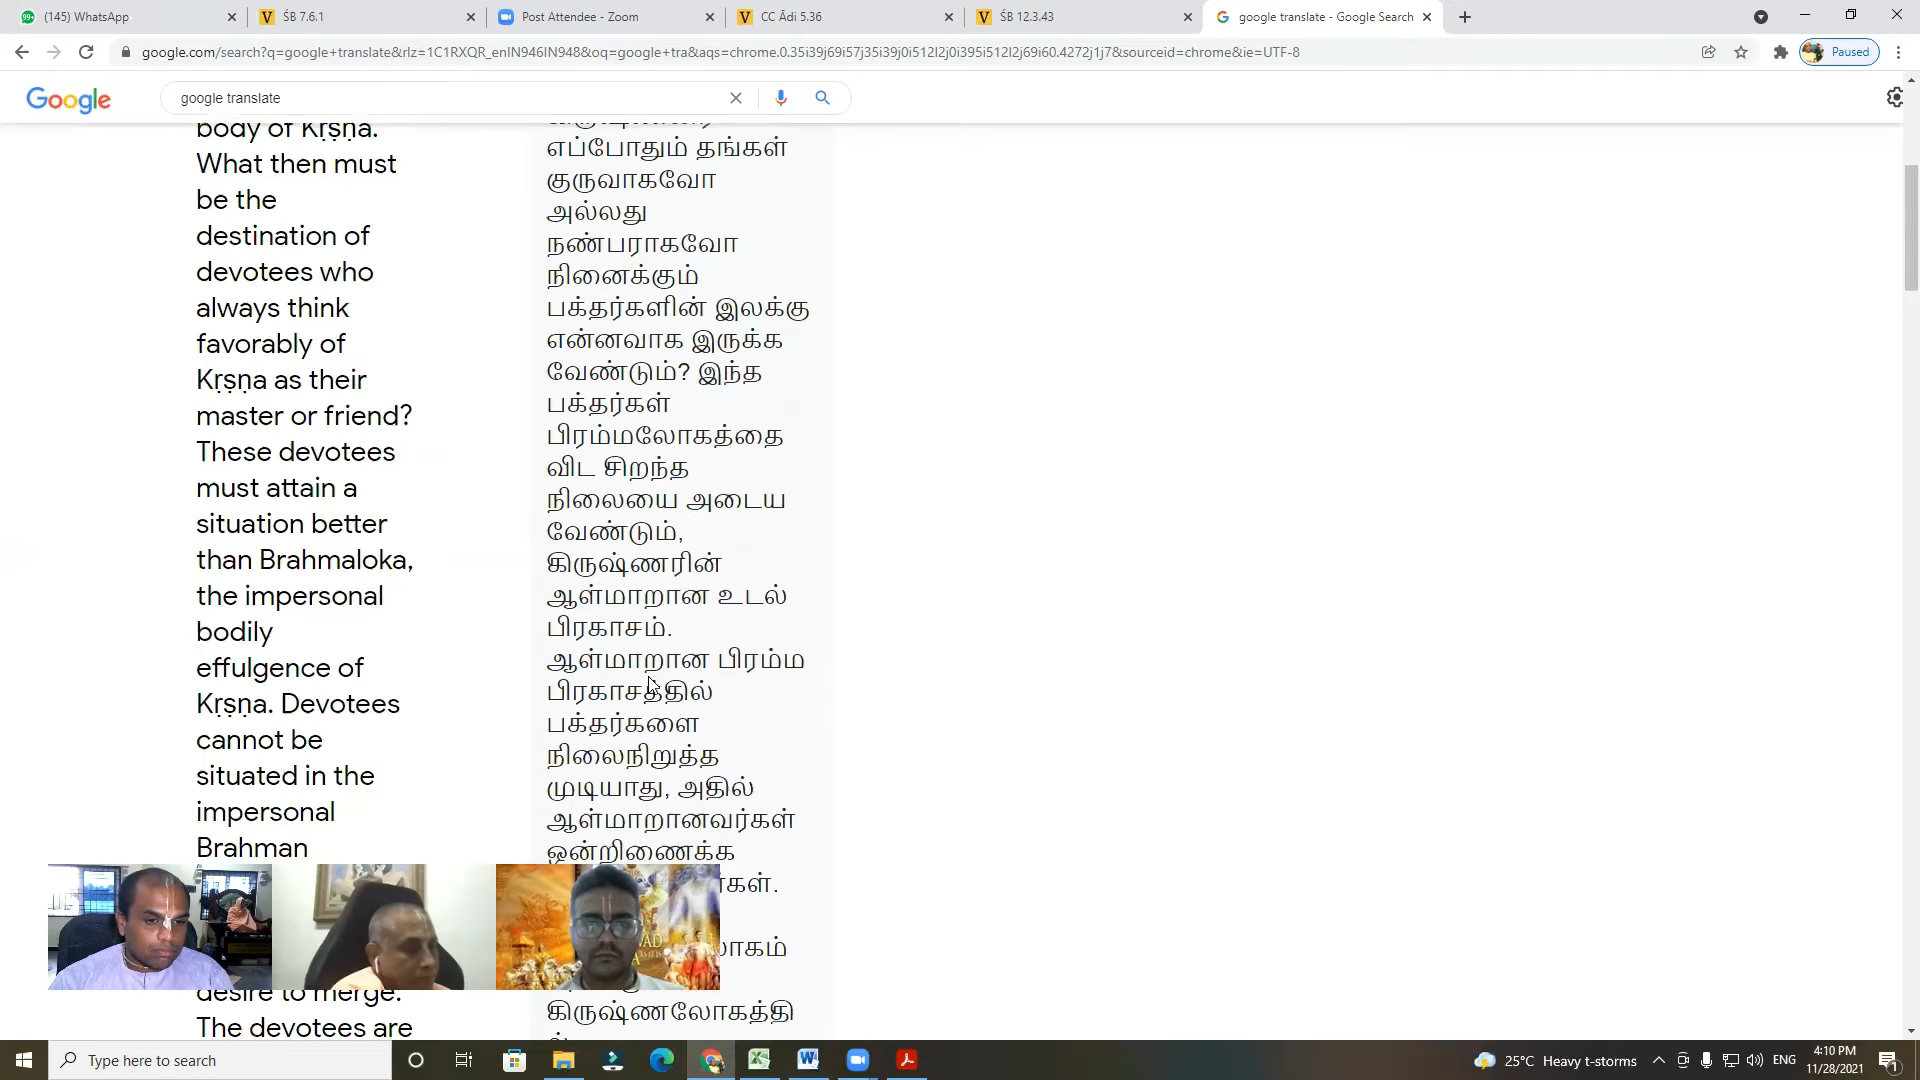 (145) WhatsApp
ŚB 7.6.1
Post Attendee - Zoom
CC Ādi 5.36
ŚB 12.3.43
google translate - Google Search
google.com/search?q=google+translate&rlz=1C1RXQR_enIN946IN948&oq=google+tra&aqs=chrome.0.35i39j69i57j35i39j0i512l2j0i395i512l2j69i60.4272j1j7&sourceid=chrome&ie=UTF-8
Paused
Google
google translate
body of Kṛṣṇa.
What then must
be the
destination of
devotees who
always think
favorably of
Kṛṣṇa as their
master or friend?
These devotees
must attain a
situation better
than Brahmaloka,
the impersonal
bodily
effulgence of
Kṛṣṇa. Devotees
cannot be
situated in the
impersonal
Brahman
desire to merge.
The devotees are
எப்போதும் தங்கள்
குருவாகவோ
அல்லது
நண்பராகவோ
நினைக்கும்
பக்தர்களின் இலக்கு
என்னவாக இருக்க
வேண்டும்? இந்த
பக்தர்கள்
பிரம்மலோகத்தை
விட சிறந்த
நிலையை அடைய
வேண்டும்,
கிருஷ்ணரின்
ஆள்மாறான உடல்
பிரகாசம்.
ஆள்மாறான பிரம்ம
பிரகாசத்தில்
பக்தர்களை
நிலைநிறுத்த
முடியாது, அதில்
ஆள்மாறானவர்கள்
ஒன்றிணைக்க
கிருஷ்ணலோகத்தி
Type here to search
25°C Heavy t-storms
ENG
4:10 PM
11/28/2021